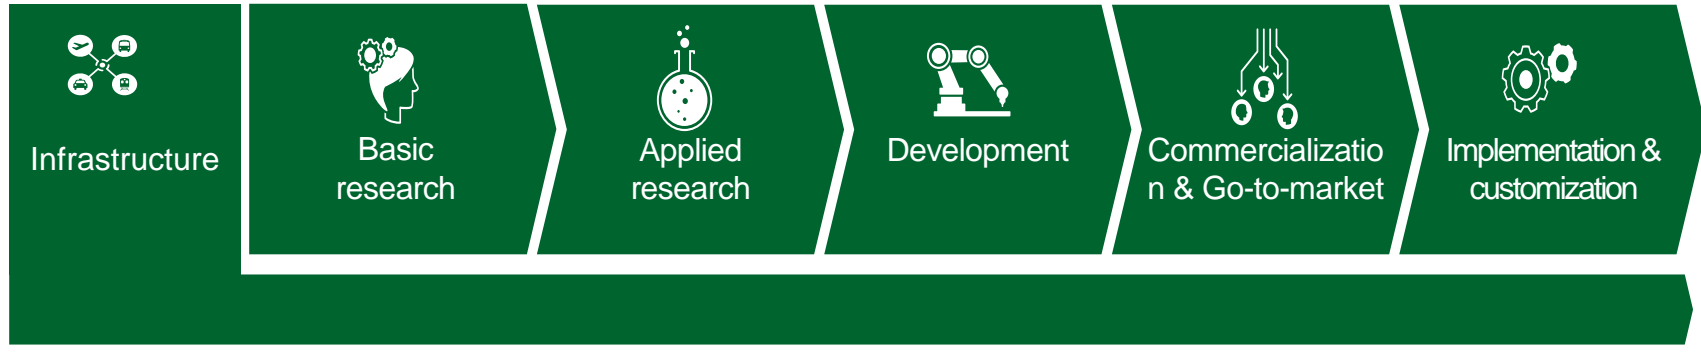 Infrastructure
Basic
research
Applied
research
Development
Commercializatio
n & Go-to-market
Implementation &
customization